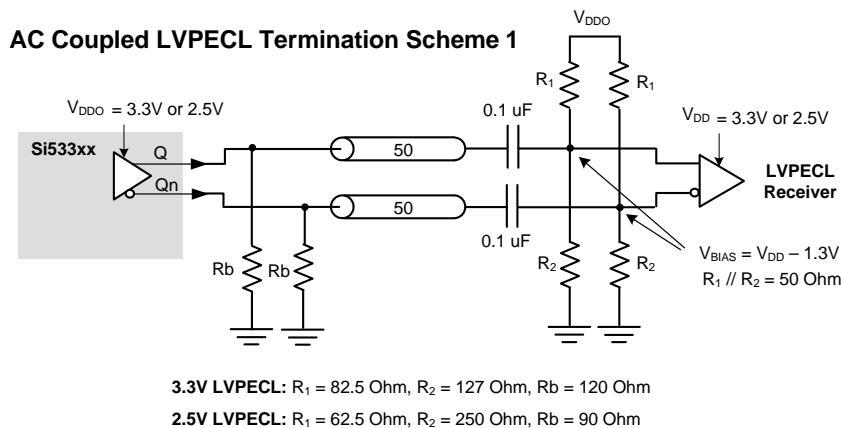 AC Coupled LVPECL Termination Scheme 1
VDDO
R1
R1
VDDO = 3.3V or 2.5V
0.1 uF
VDD = 3.3V or 2.5V
Si533xx
Q
50
LVPECL
Receiver
Qn
50
0.1 uF
Rb
Rb
R2
R2
VBIAS = VDD – 1.3V
R1 // R2 = 50 Ohm
3.3V LVPECL: R1 = 82.5 Ohm, R2 = 127 Ohm, Rb = 120 Ohm
2.5V LVPECL: R1 = 62.5 Ohm, R2 = 250 Ohm, Rb = 90 Ohm